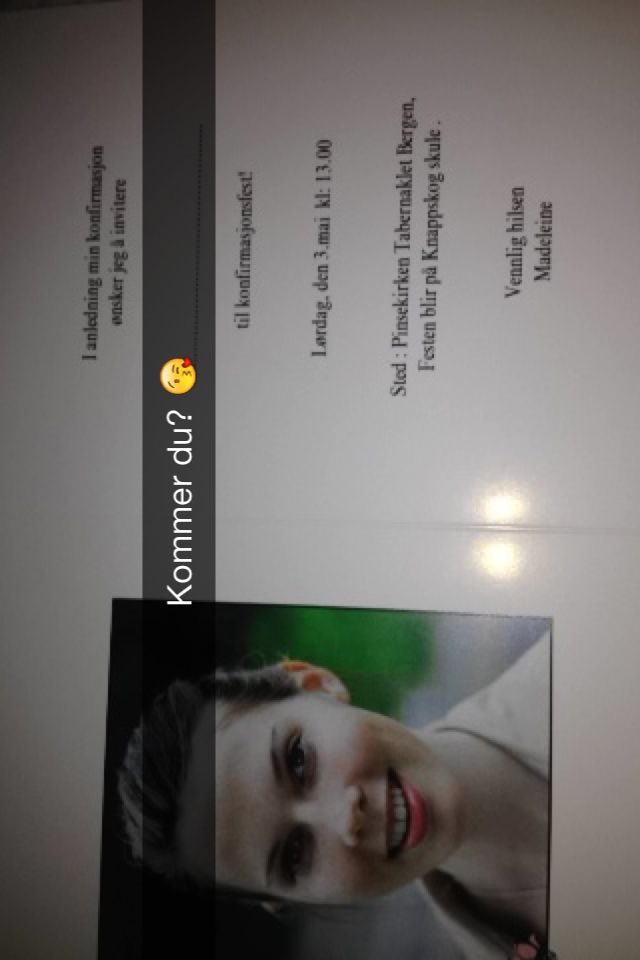 I anledning min konfirmasjon
ønsker jeg å invitere
Kommer du? 😘
til konfirmasjonsfest!
Lørdag, den 3.mai kl: 13.00
Sted : Pinsekirken Tabernaklet Bergen,
Festen blir på Knappskog skule .
Vennlig hilsen
Madeleine